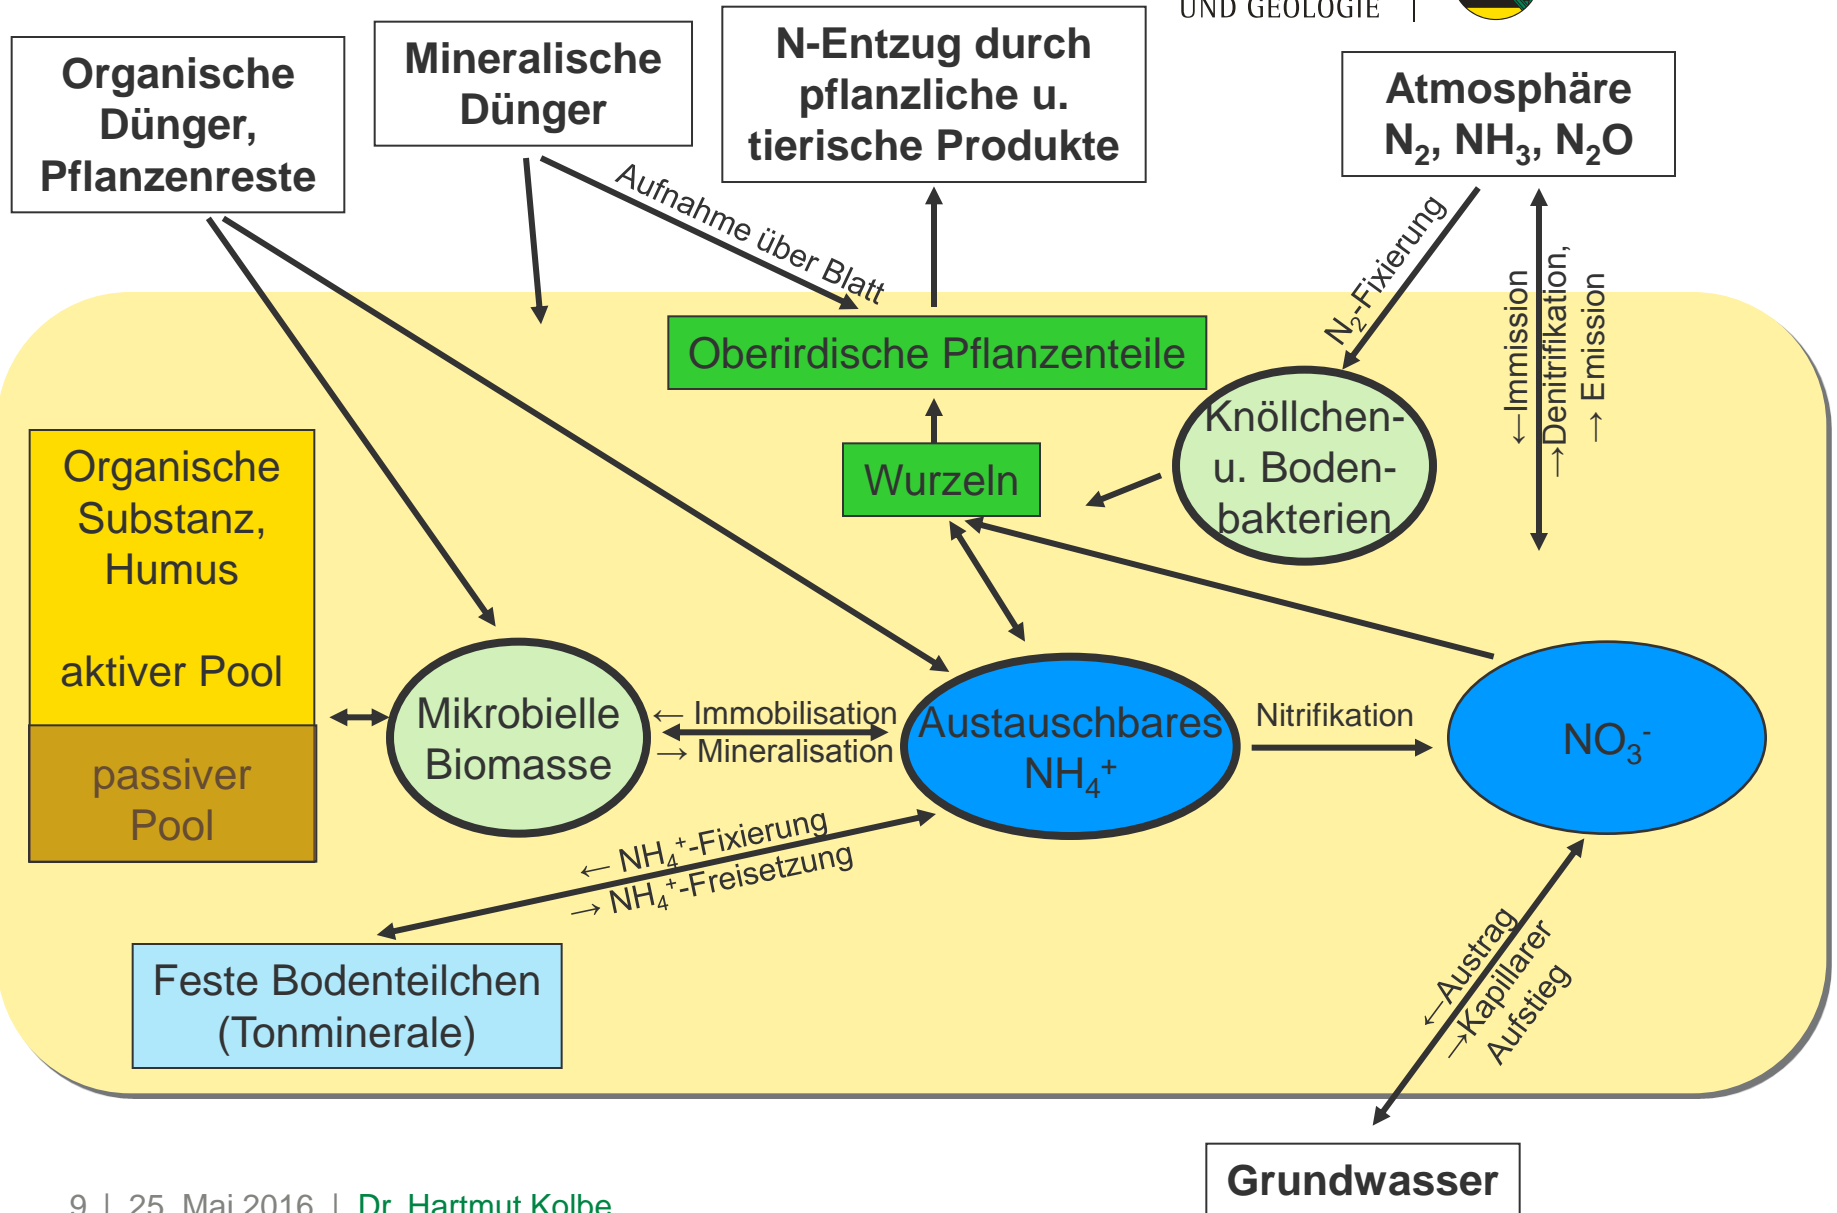 UND GEOLOGIE
Organische
Dünger,
Pflanzenreste
Mineralische
Dünger
N-Entzug durch
pflanzliche u.
tierische Produkte
Atmosphäre
N₂, NH₃, N₂O
Aufnahme über Blatt
N₂-Fixierung
←Immission
→Denitrifikation,
→ Emission
Oberirdische Pflanzenteile
Wurzeln
Knöllchen-
u. Boden-
bakterien
Organische
Substanz,
Humus
aktiver Pool
passiver
Pool
Mikrobielle
Biomasse
← Immobilisation
→ Mineralisation
Austauschbares
NH₄⁺
Nitrifikation
NO₃⁻
← NH₄⁺-Fixierung
→ NH₄⁺-Freisetzung
Feste Bodenteilchen
(Tonminerale)
←Austrag
→Kapillarer
Aufstieg
Grundwasser
9 | 25. Mai 2016 | Dr. Hartmut Kolbe